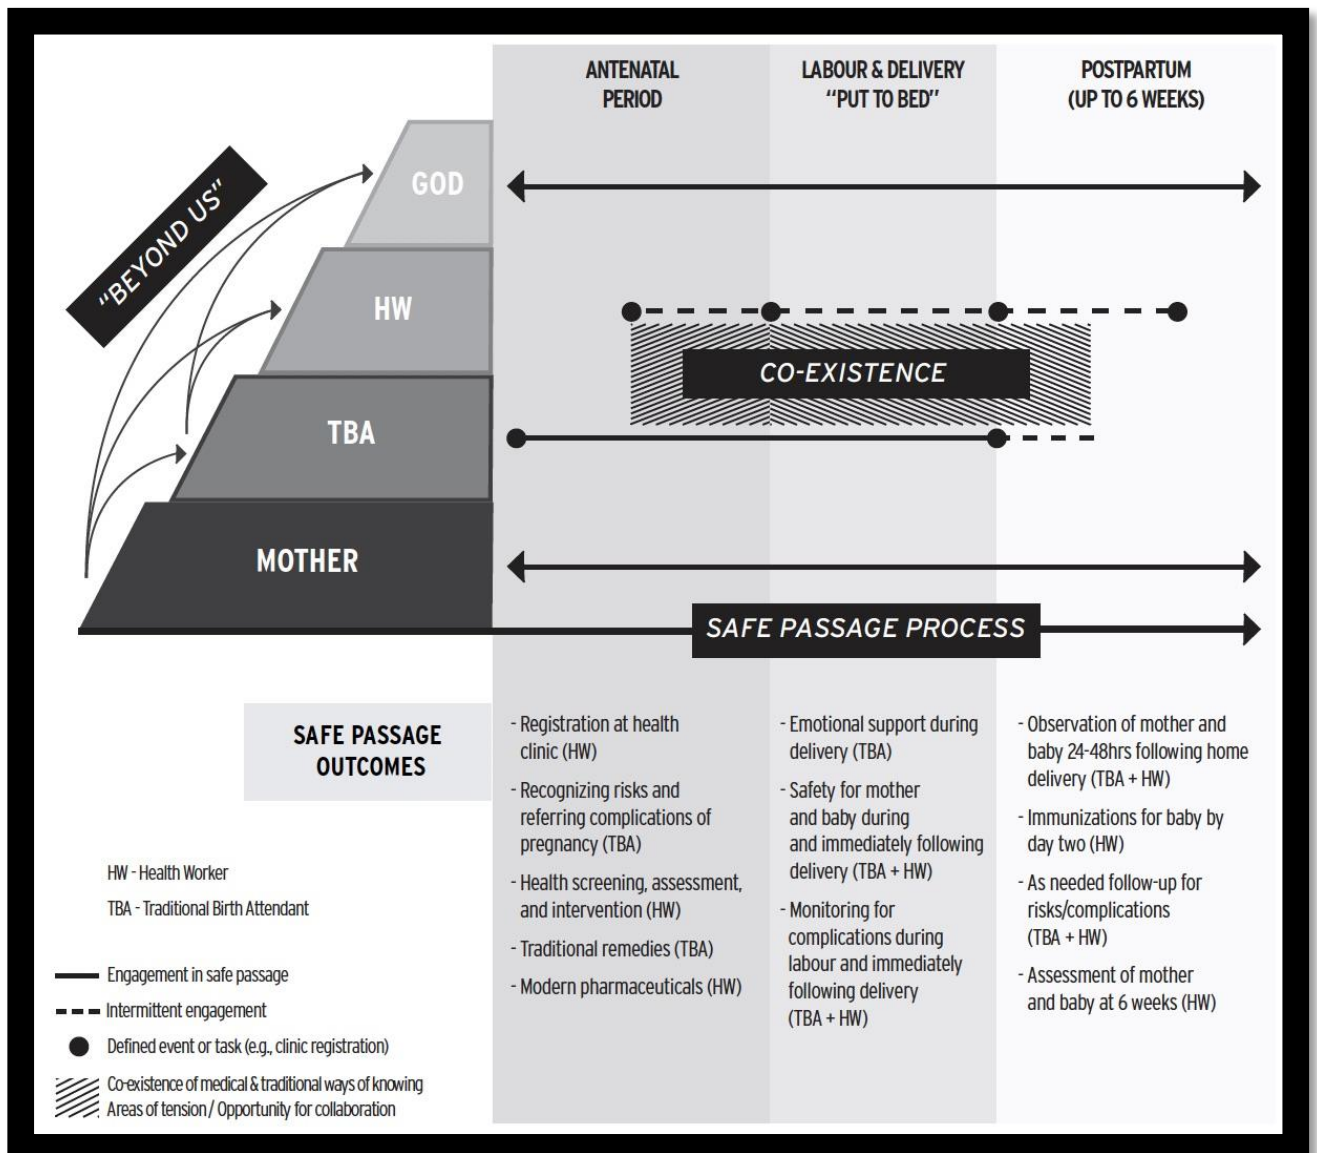 ANTENATAL
PERIOD
LABOUR & DELIVERY
“PUT TO BED”
POSTPARTUM
(UP TO 6 WEEKS)
“BEYOND US”
GOD
HW
TBA
MOTHER
CO-EXISTENCE
SAFE PASSAGE PROCESS
SAFE PASSAGE
OUTCOMES
- Registration at health
clinic (HW)
- Recognizing risks and
referring complications of
pregnancy (TBA)
- Health screening, assessment,
and intervention (HW)
- Traditional remedies (TBA)
- Modern pharmaceuticals (HW)
- Emotional support during
delivery (TBA)
- Safety for mother
and baby during
and immediately following
delivery (TBA + HW)
- Monitoring for
complications during
labour and immediately
following delivery
(TBA + HW)
- Observation of mother and
baby 24-48hrs following home
delivery (TBA + HW)
- Immunizations for baby by
day two (HW)
- As needed follow-up for
risks/complications
(TBA + HW)
- Assessment of mother
and baby at 6 weeks (HW)
HW - Health Worker
TBA - Traditional Birth Attendant
Engagement in safe passage
Intermittent engagement
Defined event or task (e.g., clinic registration)
Co-existence of medical & traditional ways of knowing
Areas of tension / Opportunity for collaboration